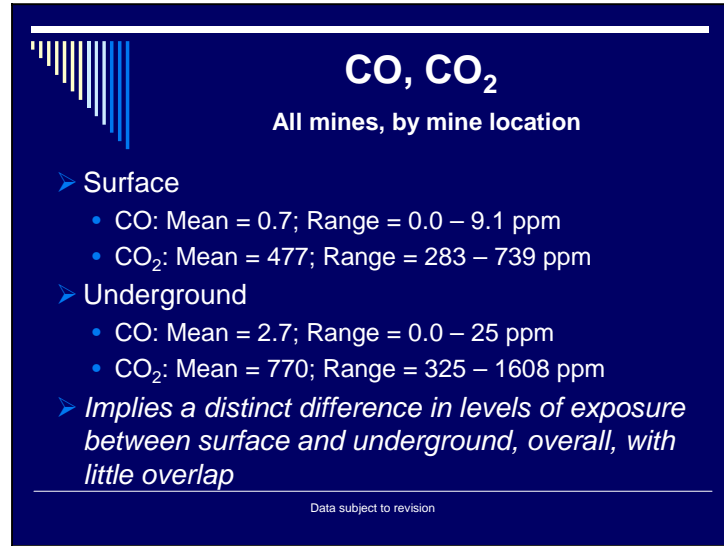 CO, CO₂
All mines, by mine location
➢ Surface
• CO: Mean = 0.7; Range = 0.0 – 9.1 ppm
• CO₂: Mean = 477; Range = 283 – 739 ppm
➢ Underground
• CO: Mean = 2.7; Range = 0.0 – 25 ppm
• CO₂: Mean = 770; Range = 325 – 1608 ppm
➢ Implies a distinct difference in levels of exposure
between surface and underground, overall, with
little overlap
Data subject to revision